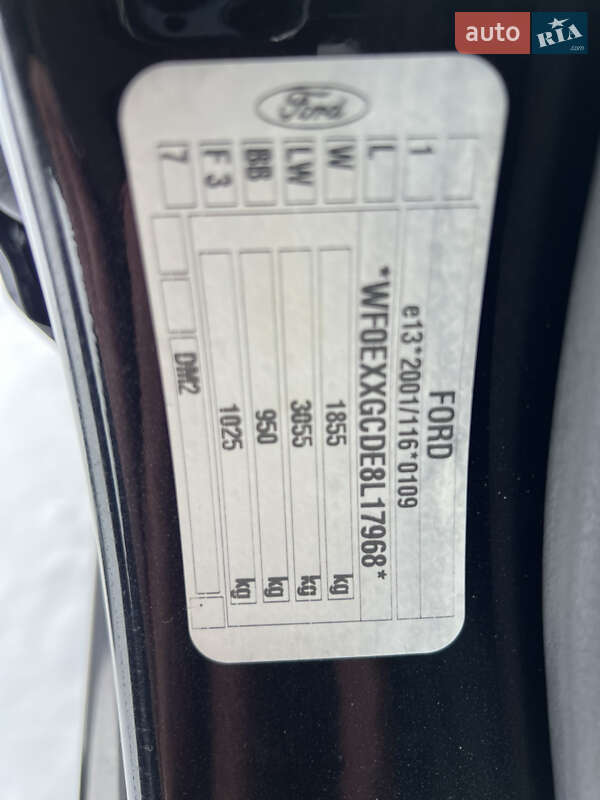 auto RIA
.com
Ford
FORD
e13*2001/116*0109
*WF0EXXGCDE8L17968*
1855 kg
3055 kg
950 kg
1025 kg
DM2
1
L
W
LW
BB
F 3
7